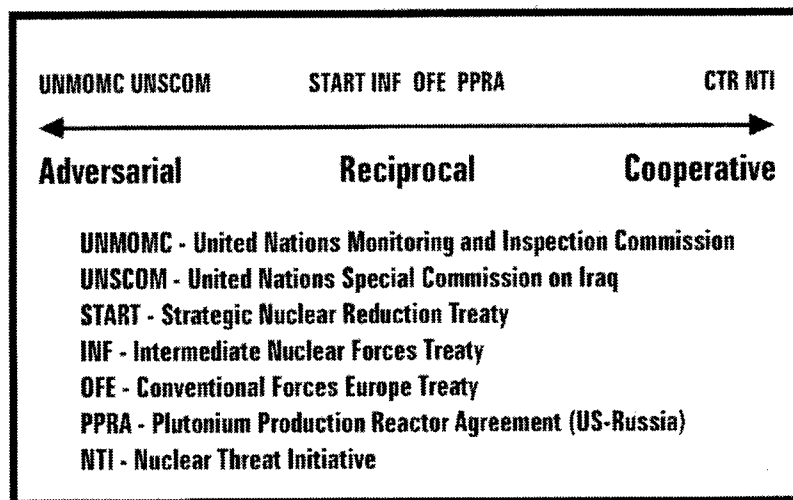 UNMOMC UNSCOM START INF OFE PPRA CTR NTI
Adversarial Reciprocal Cooperative
UNMOMC - United Nations Monitoring and Inspection Commission
UNSCOM - United Nations Special Commission on Iraq
START - Strategic Nuclear Reduction Treaty
INF - Intermediate Nuclear Forces Treaty
OFE - Conventional Forces Europe Treaty
PPRA - Plutonium Production Reactor Agreement (US-Russia)
NTI - Nuclear Threat Initiative